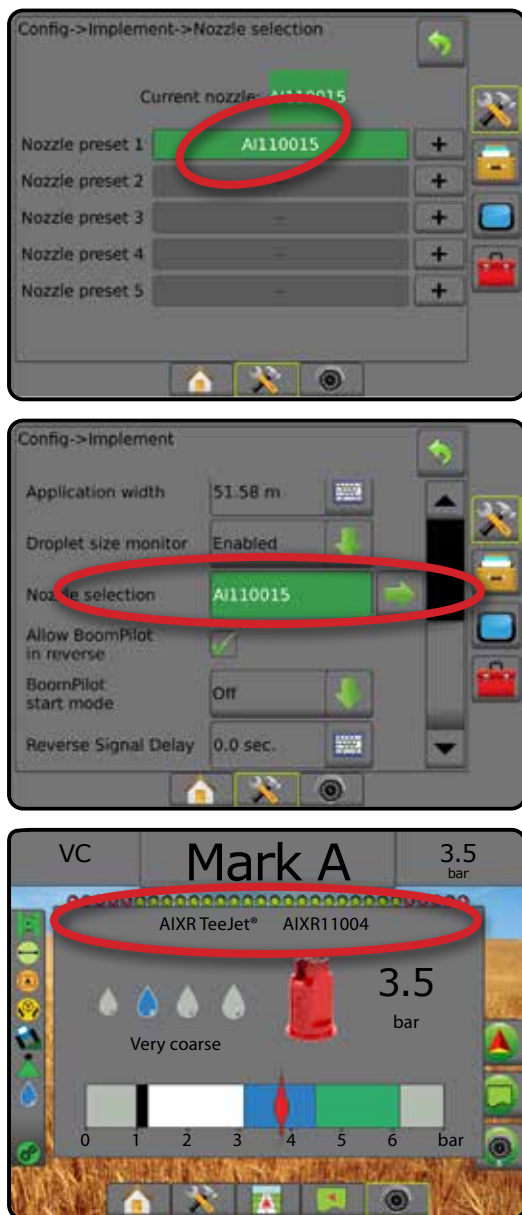 Config->Implement->Nozzle selection
Current nozzle: AI110015
Nozzle preset 1 AI110015 +
Nozzle preset 2 - +
Nozzle preset 3 - +
Nozzle preset 4 - +
Nozzle preset 5 - +
Config->Implement
Application width 51.58 m
Droplet size monitor Enabled
Nozzle selection AI110015
Allow BoomPilot
in reverse
BoomPilot
start mode Off
Reverse Signal Delay 0.0 sec.
VC Mark A 3.5
bar
AIXR TeeJet® AIXR11004
3.5
bar
Very coarse
0 1 2 3 4 5 6 bar